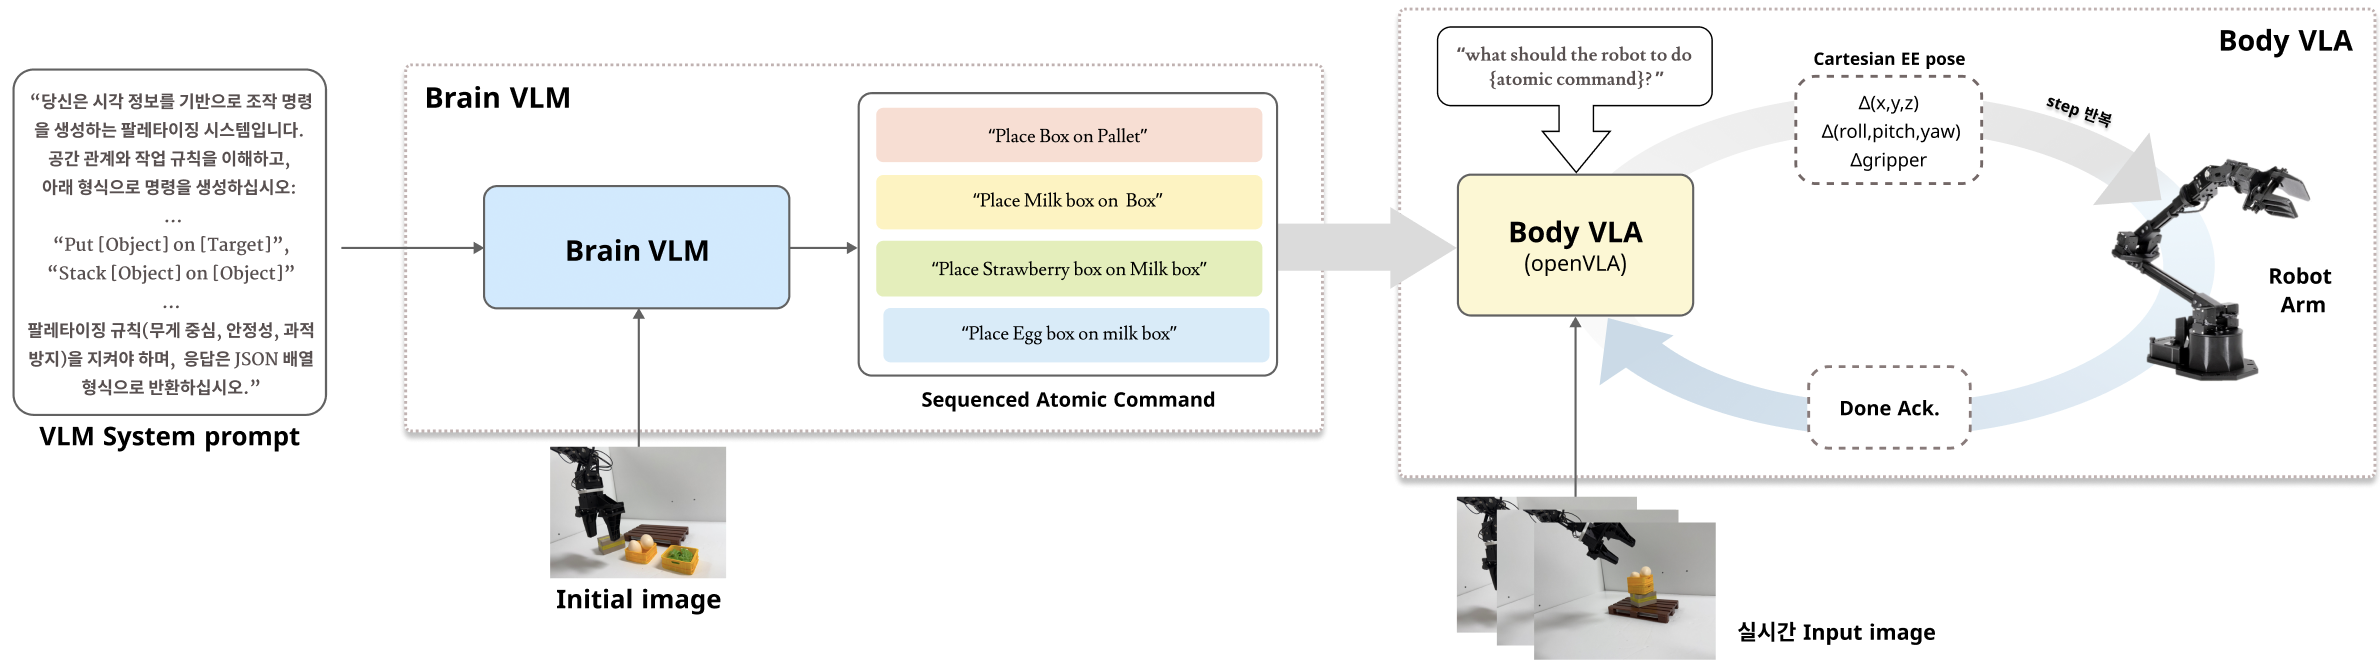 “당신은 시각 정보를 기반으로 조작 명령
을 생성하는 팔레타이징 시스템입니다.
공간 관계와 작업 규칙을 이해하고,
아래 형식으로 명령을 생성하십시오:
...
“Put [Object] on [Target]”,
“Stack [Object] on [Object]”
...
팔레타이징 규칙(무게 중심, 안정성, 과적
방지)을 지켜야 하며, 응답은 JSON 배열
형식으로 반환하십시오.”
VLM System prompt
Brain VLM
Brain VLM
Initial image
“Place Box on Pallet”
“Place Milk box on Box”
“Place Strawberry box on Milk box”
“Place Egg box on milk box”
Sequenced Atomic Command
Body VLA
“what should the robot to do
{atomic command}?”
Body VLA
(openVLA)
Cartesian EE pose
Δ(x,y,z)
Δ(roll,pitch,yaw)
Δgripper
step 반복
Robot
Arm
Done Ack.
실시간 Input image